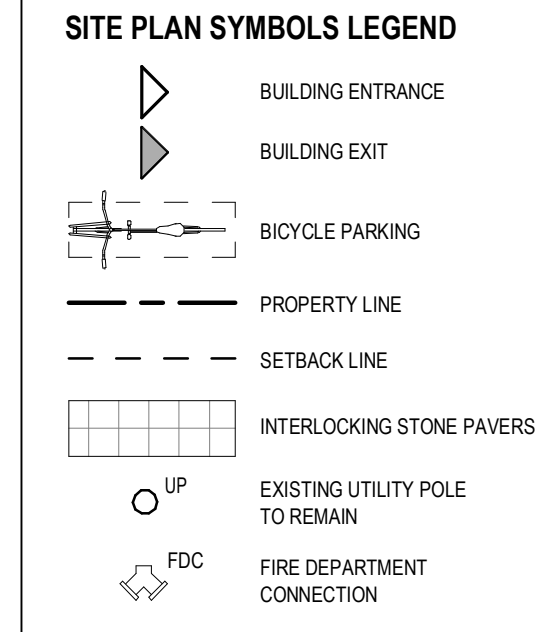 SITE PLAN SYMBOLS LEGEND
BUILDING ENTRANCE
BUILDING EXIT
BICYCLE PARKING
PROPERTY LINE
SETBACK LINE
INTERLOCKING STONE PAVERS
UP
EXISTING UTILITY POLE
TO REMAIN
FDC
FIRE DEPARTMENT
CONNECTION